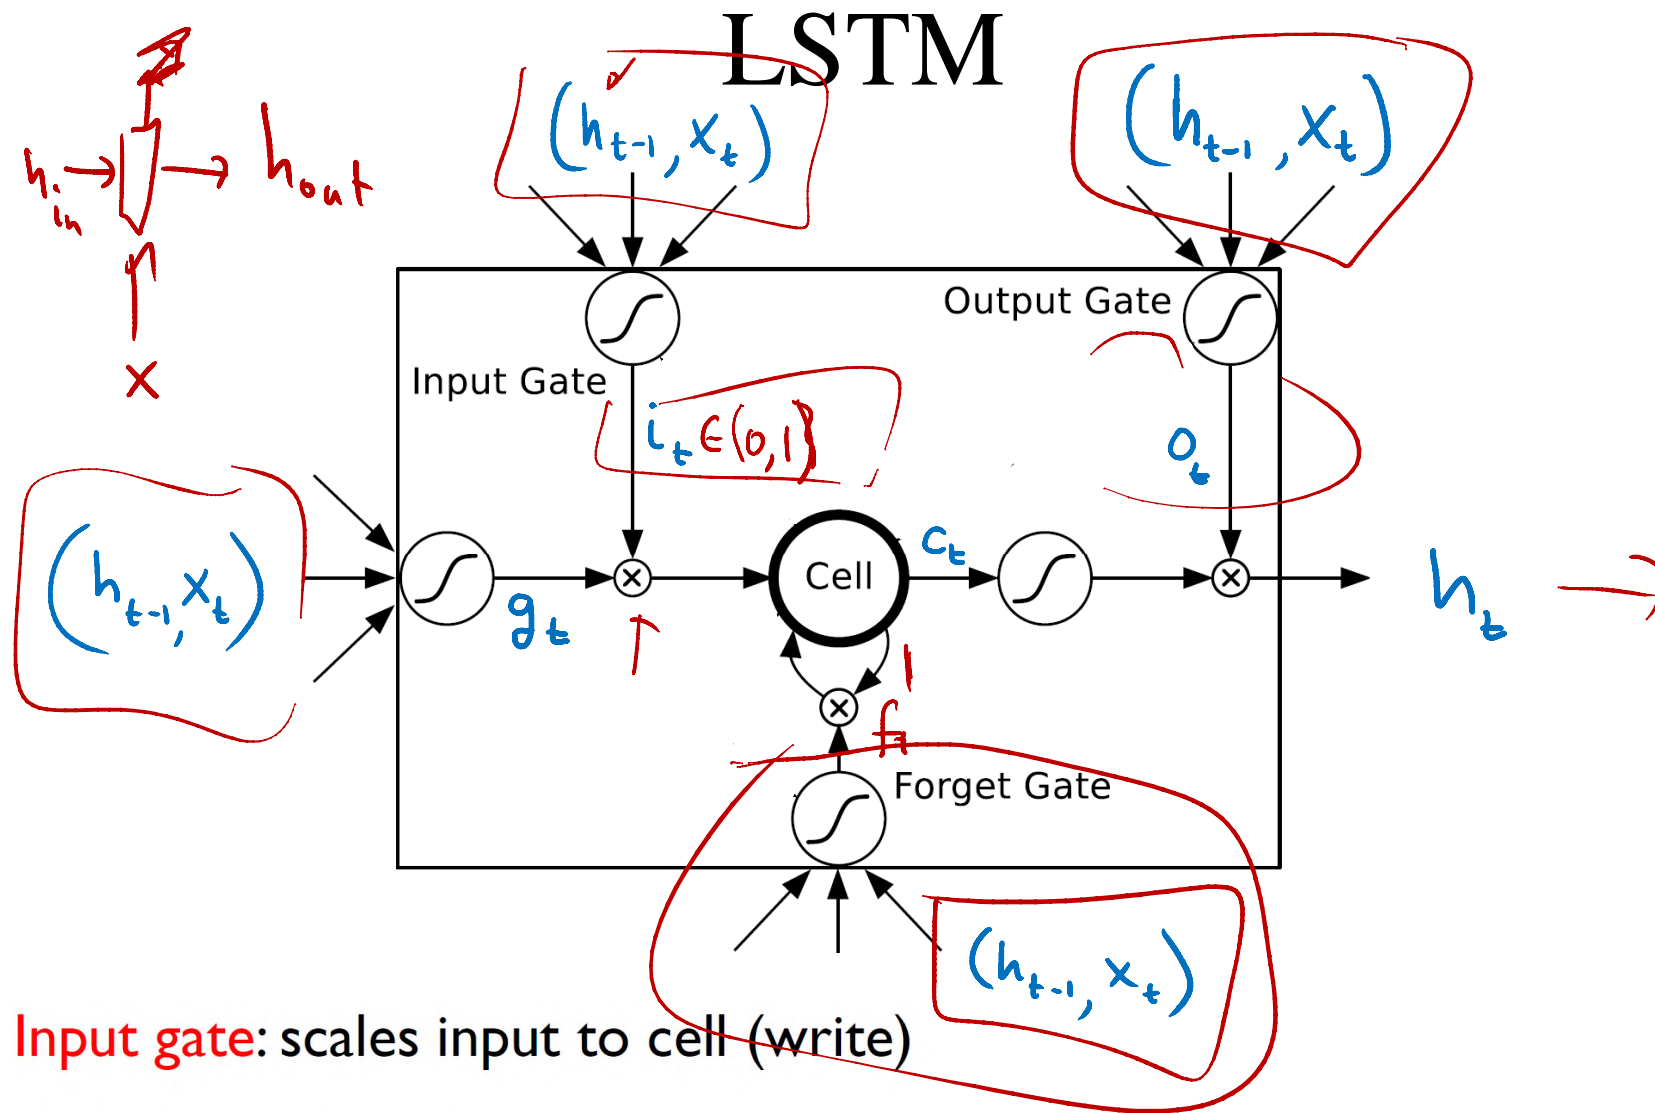 LSTM
h_in → → h_out
x
(h_{t-1}, x_t)
(h_{t-1}, x_t)
Output Gate
Input Gate
i_t ∈ (0,1)
o_t
(h_{t-1}, x_t)
g_t
Cell
c_t
h_t
1
f_t
Forget Gate
(h_{t-1}, x_t)
Input gate: scales input to cell (write)